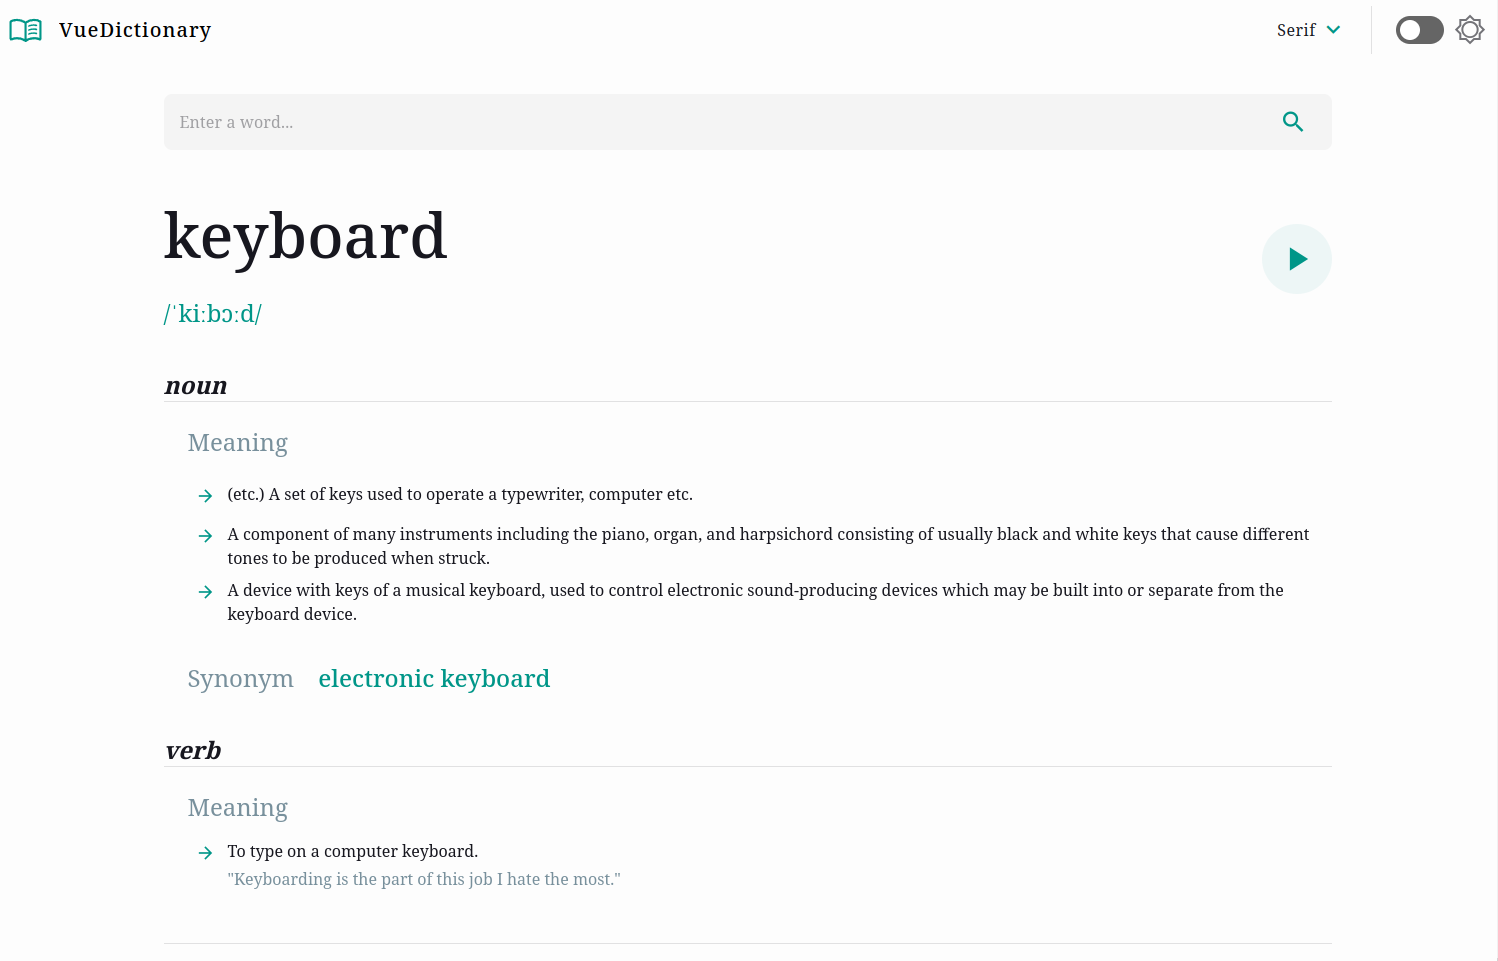 VueDictionary
Serif
Enter a word...
keyboard
/ˈkiːbɔːd/
noun
Meaning
(etc.) A set of keys used to operate a typewriter, computer etc.
A component of many instruments including the piano, organ, and harpsichord consisting of usually black and white keys that cause different
tones to be produced when struck.
A device with keys of a musical keyboard, used to control electronic sound-producing devices which may be built into or separate from the
keyboard device.
Synonym electronic keyboard
verb
Meaning
To type on a computer keyboard.
"Keyboarding is the part of this job I hate the most."